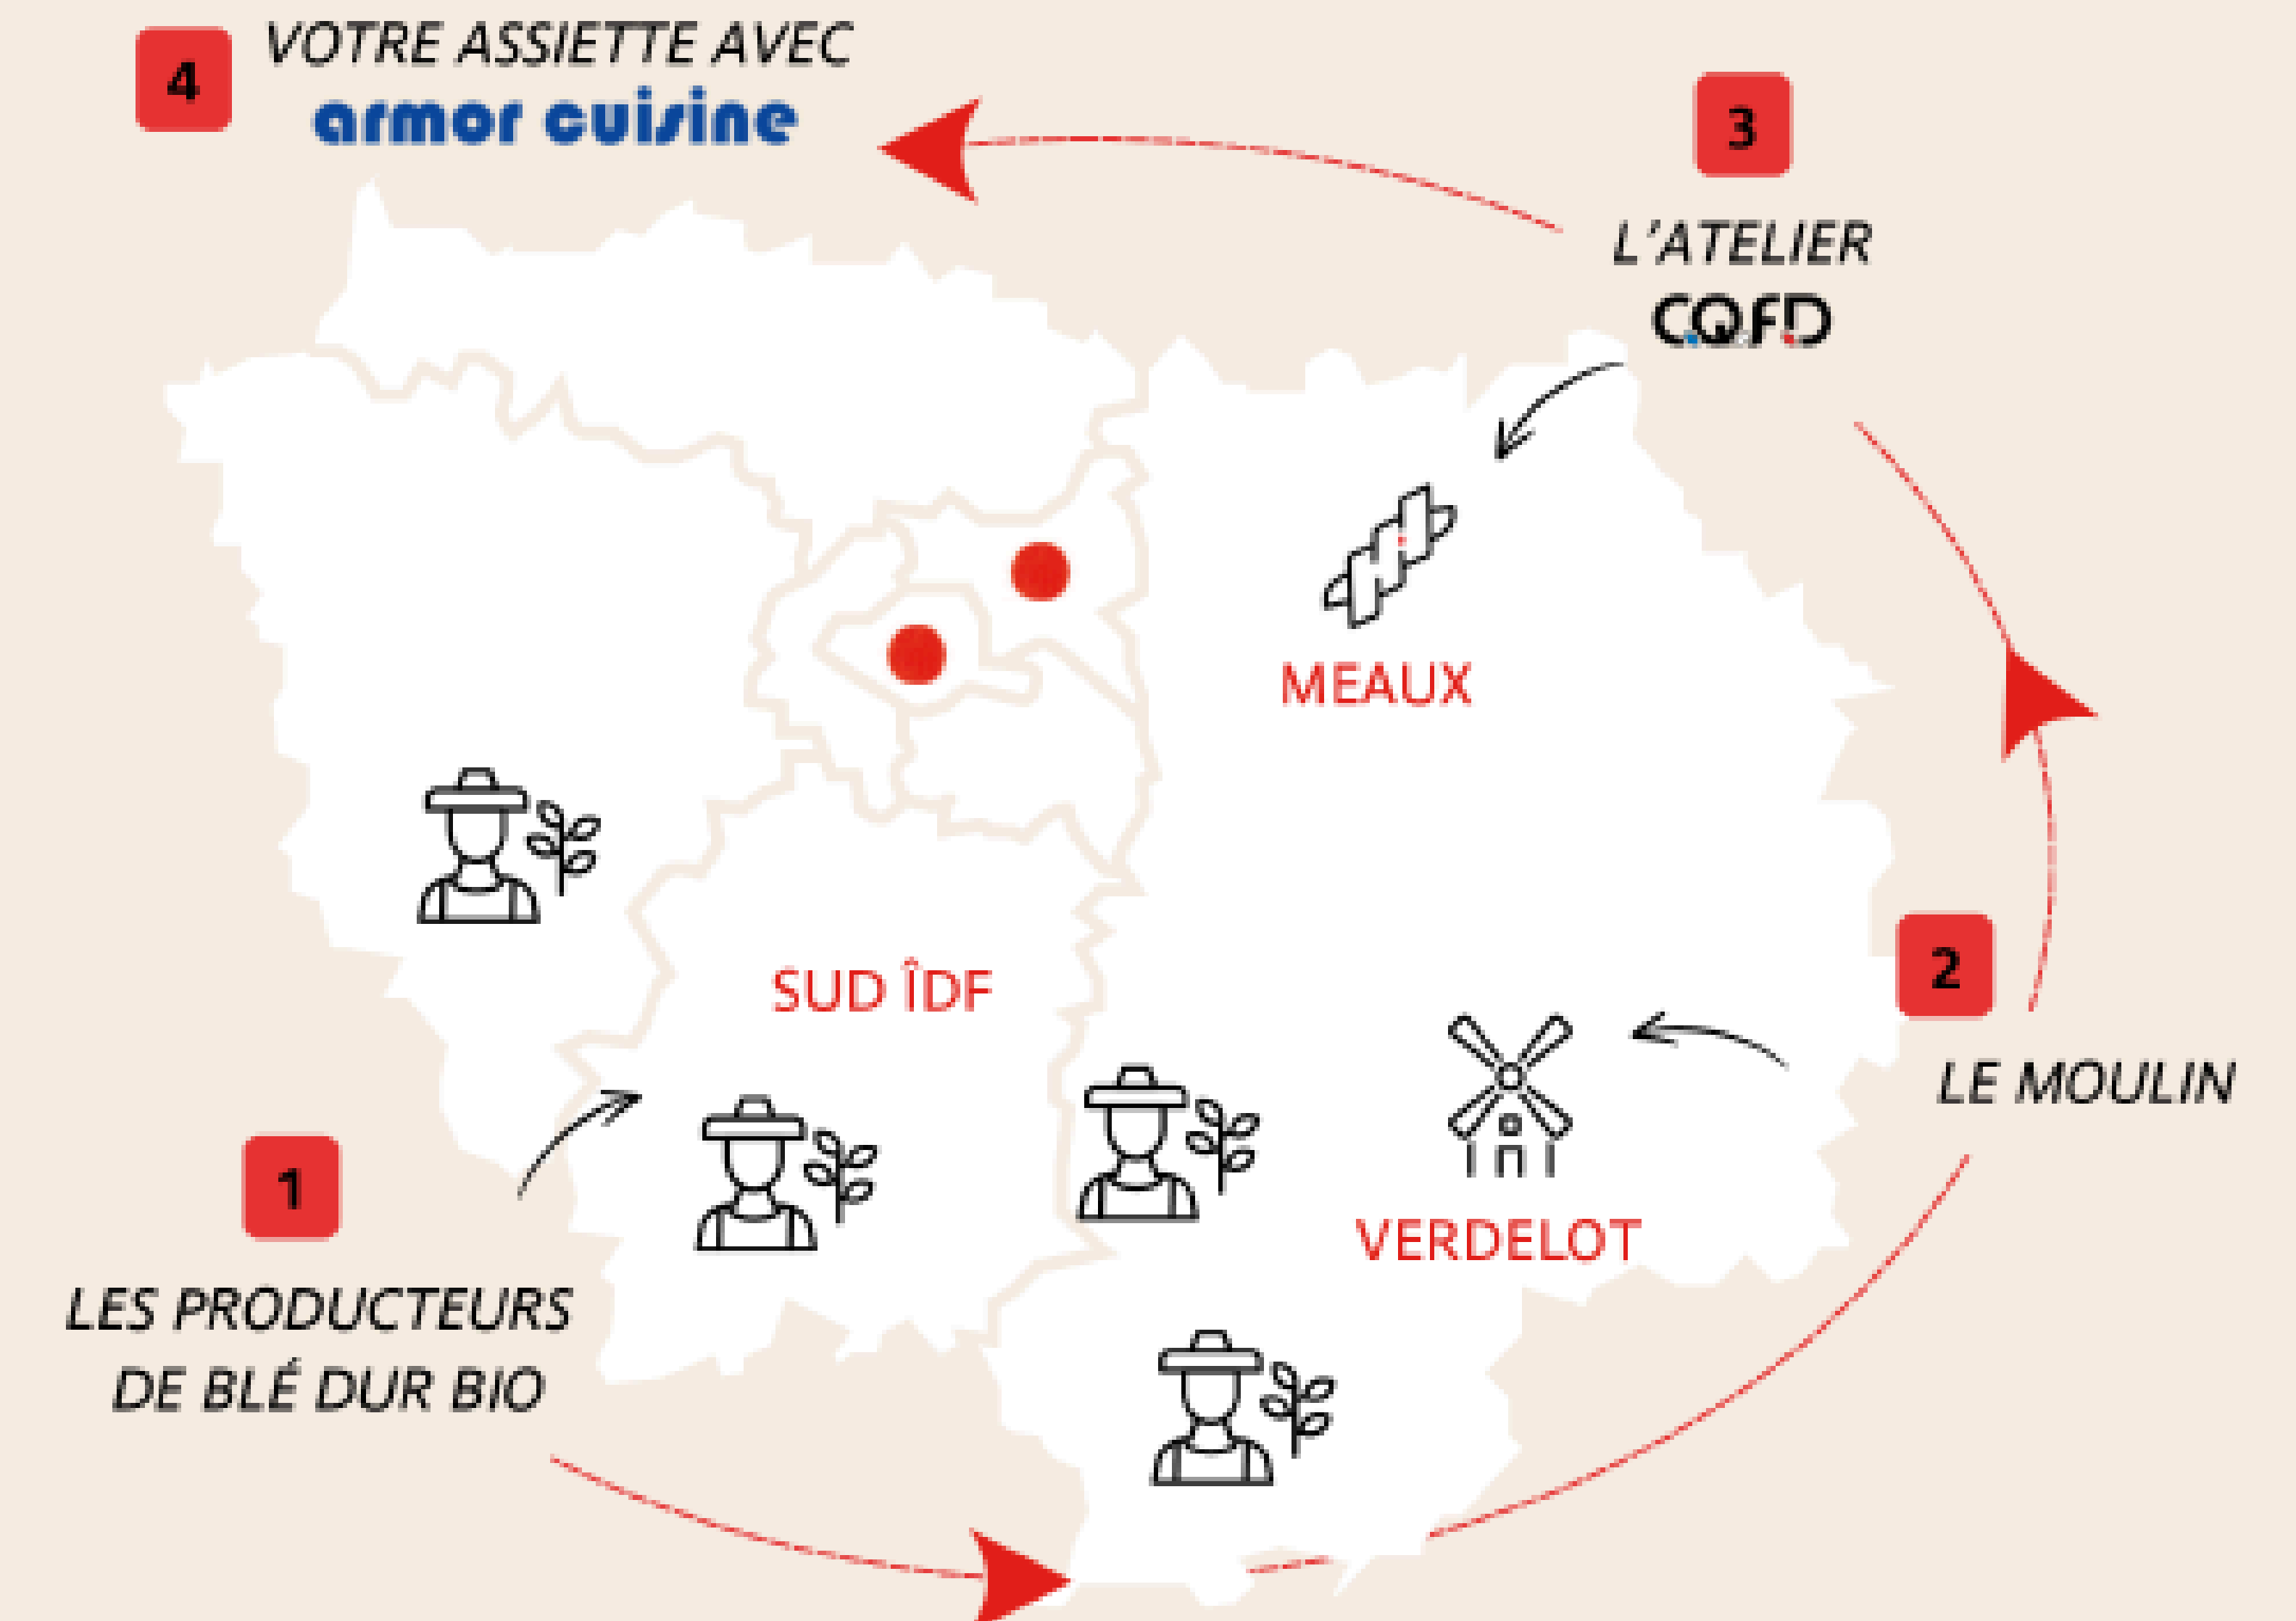 4
VOTRE ASSIETTE AVEC
armor cuisine
3
L'ATELIER
CQFD
MEAUX
SUD ÎDF
2
LE MOULIN
VERDELOT
1
LES PRODUCTEURS
DE BLÉ DUR BIO